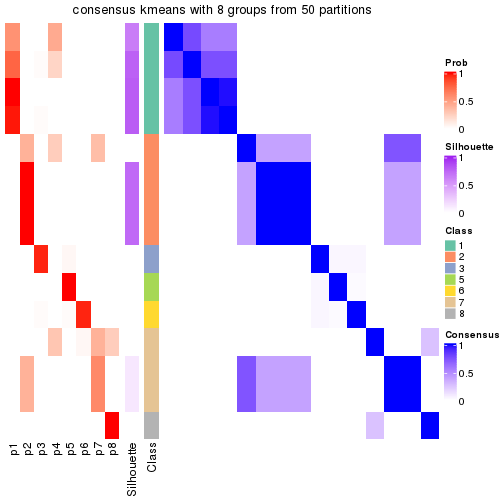 consensus kmeans with 8 groups from 50 partitions
Prob
1
0.5
0
Silhouette
1
0.5
0
Class
1
2
3
5
6
7
8
Consensus
1
0.5
0
p1
p2
p3
p4
p5
p6
p7
p8
Silhouette
Class